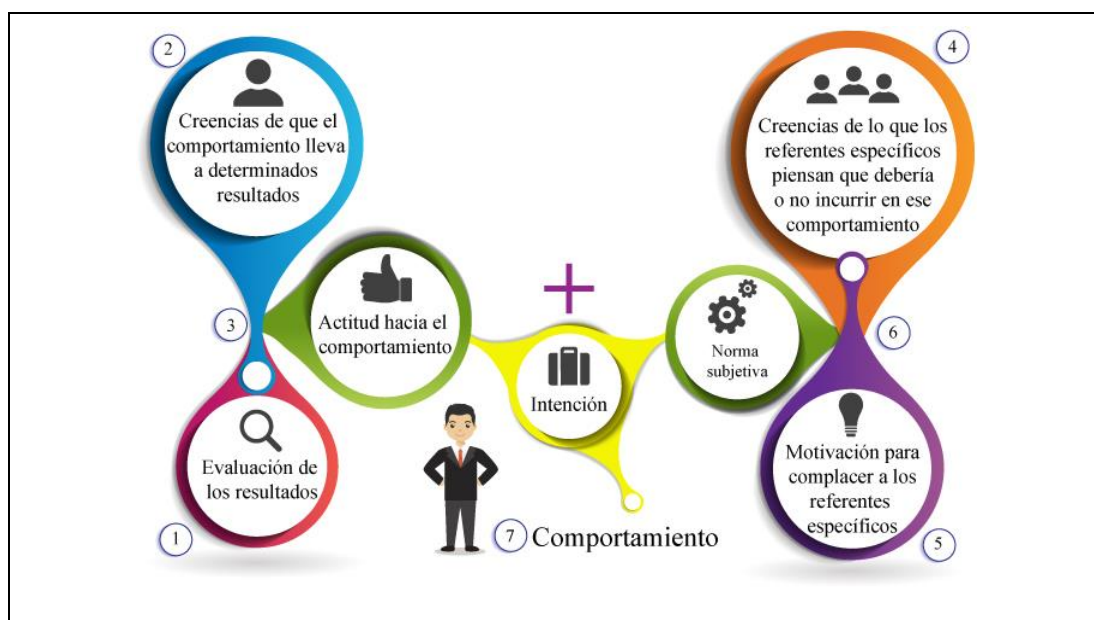 2
Creencias de que el
comportamiento lleva
a determinados
resultados
3
Actitud hacia el
comportamiento
1
Evaluación de
los resultados
+
Intención
7 Comportamiento
Norma
subjetiva
4
Creencias de lo que los
referentes específicos
piensan que debería
o no incurrir en ese
comportamiento
6
Motivación para
complacer a los
referentes
específicos
5